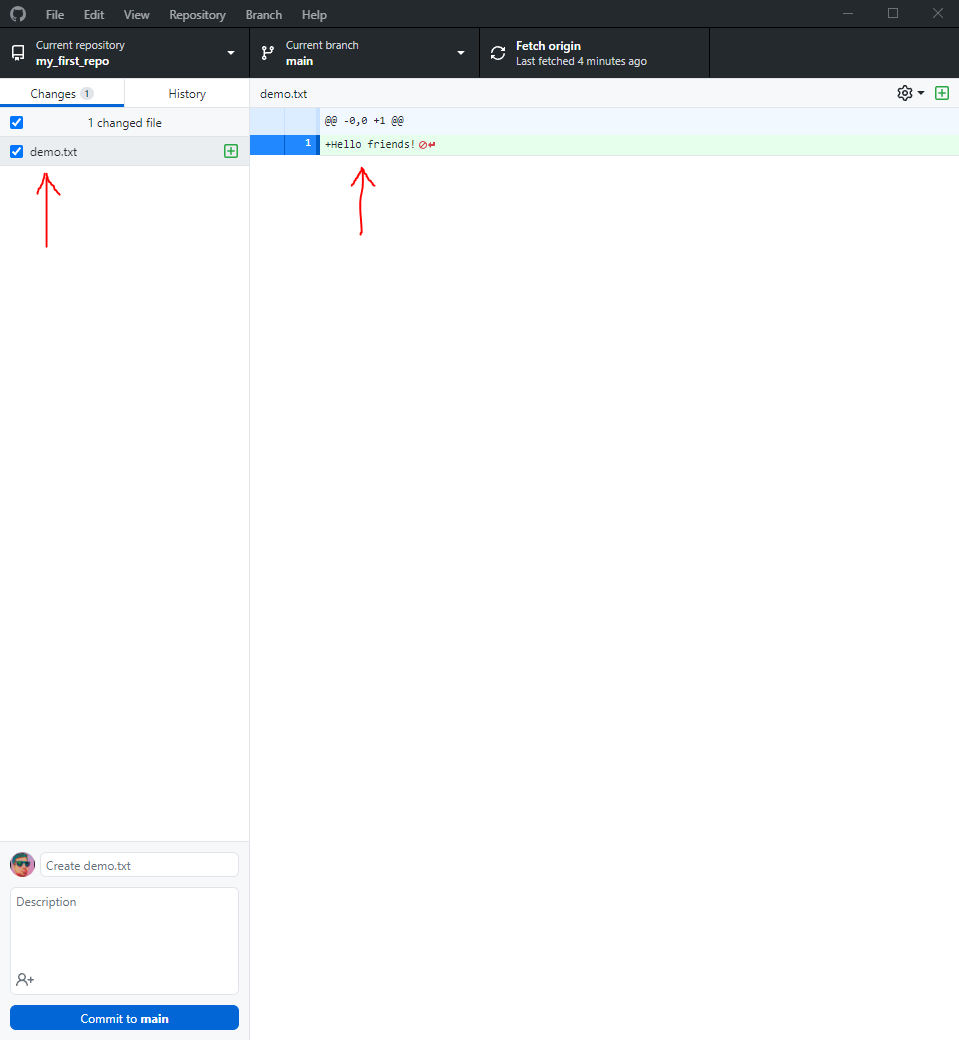 File Edit View Repository Branch Help
Current repository
my_first_repo
Current branch
main
Fetch origin
Last fetched 4 minutes ago
Changes 1
History
demo.txt
1 changed file
@@ -0,0 +1 @@
demo.txt
1 +Hello friends!
Create demo.txt
Description
Commit to main